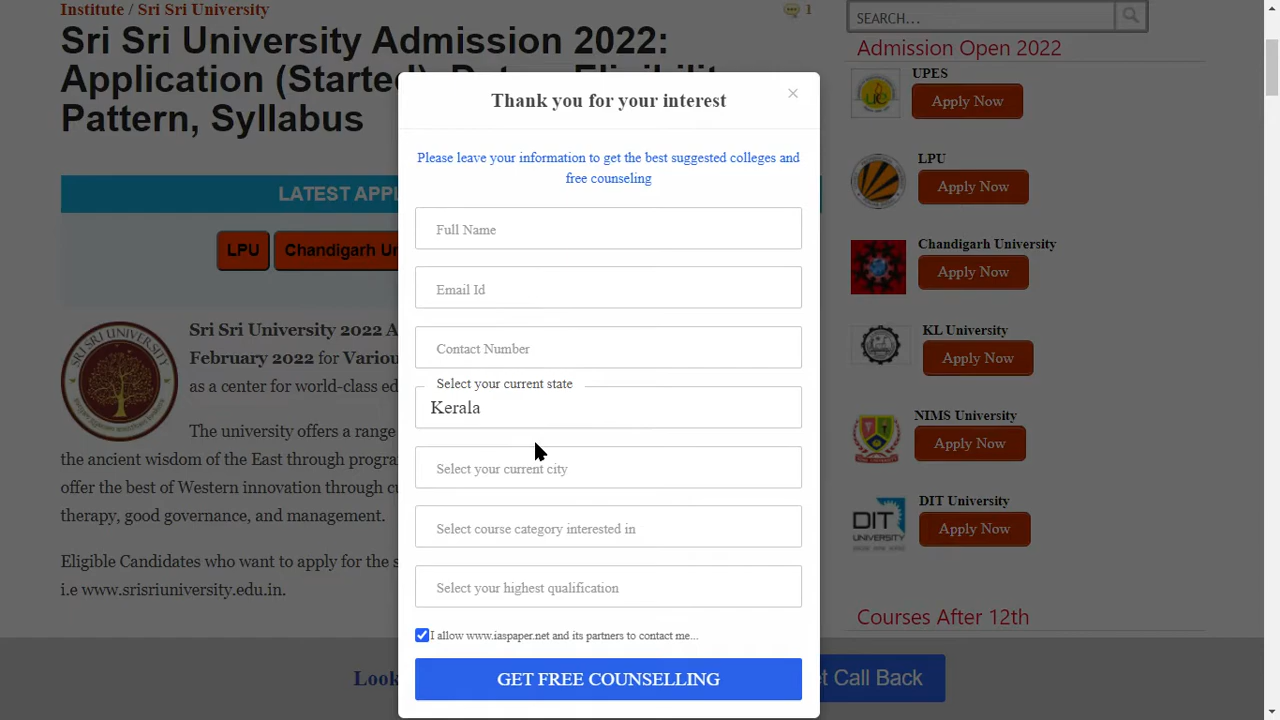 Institute / Sri Sri University
1
Sri Sri University Admission 2022:
Application (Started)
Pattern, Syllabus
LATEST APPL
LPU
Chandigarh Un
Sri Sri University 2022 A
February 2022 for Variou
as a center for world-class ed
The university offers a range
the ancient wisdom of the East through progra
offer the best of Western innovation through cu
therapy, good governance, and management.
Eligible Candidates who want to apply for the s
i.e www.srisriuniversity.edu.in.
Look
t Call Back
Thank you for your interest
×
Please leave your information to get the best suggested colleges and
free counseling
Full Name
Email Id
Contact Number
Select your current state
Kerala
Select your current city
Select course category interested in
Select your highest qualification
I allow www.iaspaper.net and its partners to contact me...
GET FREE COUNSELLING
SEARCH...
Admission Open 2022
UPES
Apply Now
LPU
Apply Now
Chandigarh University
Apply Now
KL University
Apply Now
NIMS University
Apply Now
DIT University
Apply Now
DIT
UNIVERSITY
Courses After 12th